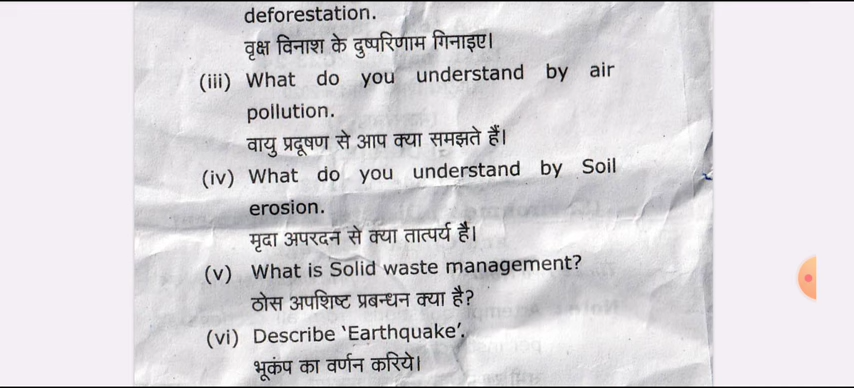 deforestation.
वृक्ष विनाश के दुष्परिणाम गिनाइए।
(iii) What do you understand by air
pollution.
वायु प्रदूषण से आप क्या समझते हैं।
(iv) What do you understand by Soil
erosion.
मृदा अपरदन से क्या तात्पर्य है।
(v) What is Solid waste management?
ठोस अपशिष्ट प्रबन्धन क्या है?
(vi) Describe 'Earthquake'.
भूकंप का वर्णन करिये।